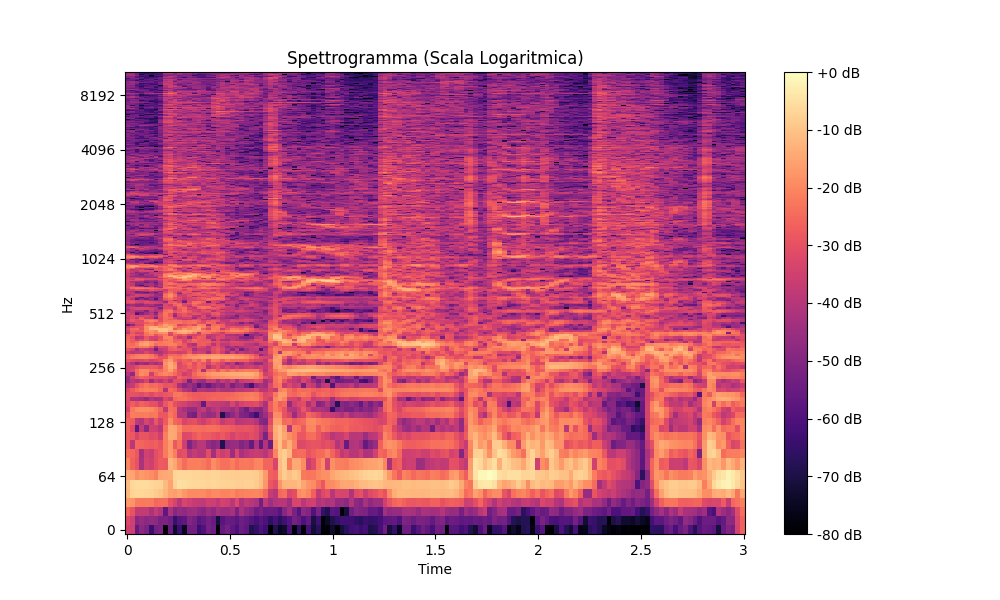 Spettrogramma (Scala Logaritmica)
8192
4096
2048
1024
512
256
128
64
0
Hz
0
0.5
1
1.5
2
2.5
3
Time
+0 dB
-10 dB
-20 dB
-30 dB
-40 dB
-50 dB
-60 dB
-70 dB
-80 dB